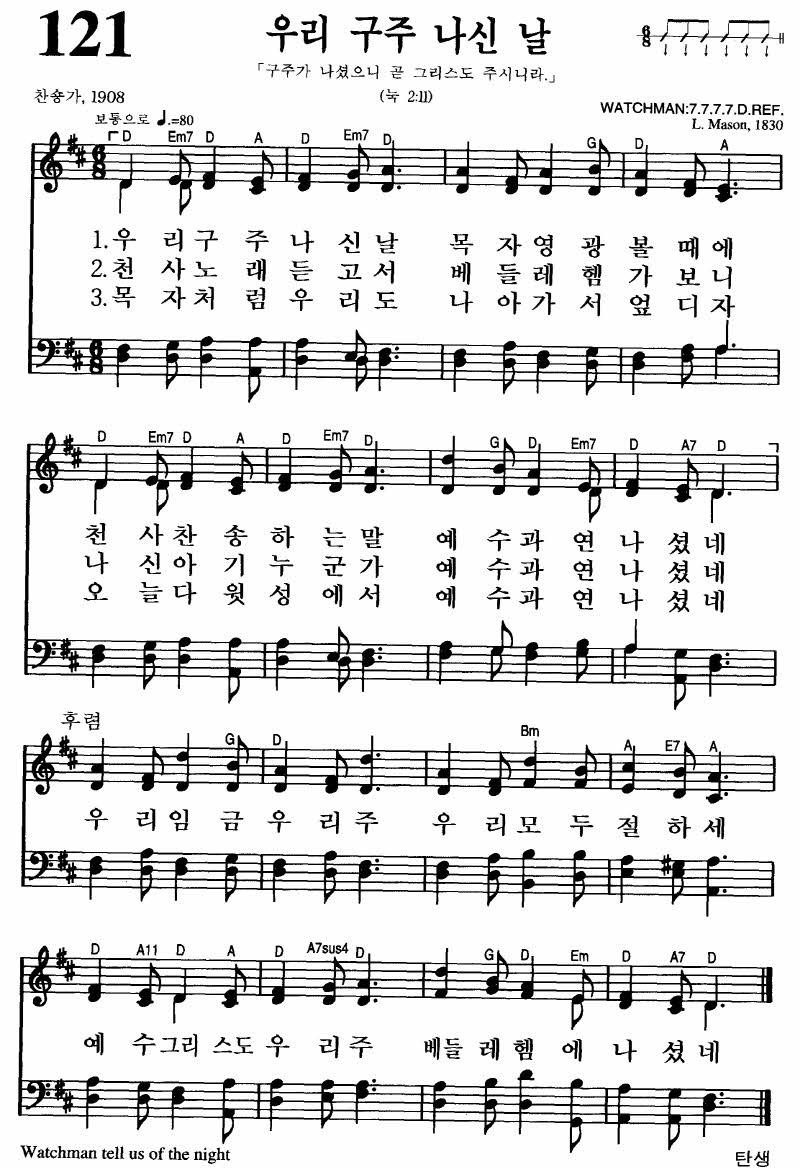 121
우리 구주 나신 날
6 8
「구주가 나셨으니 곧 그리스도 주시니라.」
찬숑가, 1908
(눅 2:11)
WATCHMAN:7.7.7.7.D.REF.
보통으로 ♩.=80
L. Mason, 1830
D Em7 D A D Em7 D G D A
1.우 리구 주 나 신 날 목 자영 광 볼 때에
2.천 사노 래 듣 고서 베 들레 헴 가 보니
3.목 자처 럼 우 리도 나 아가 서 엎 디자
D Em7 D A D Em7 D G D Em7 D A7 D
천 사찬 송 하 는말 예 수과 연 나 셨네
나 신아 기 누 군가 예 수과 연 나 셨네
오 늘다 윗 성 에서 예 수과 연 나 셨네
후렴
G D Bm A E7 A
우 리임 금 우 리주 우 리모 두 절 하세
D A11 D A D A7sus4 D G D Em D A7 D
예 수그리 스도 우 리주 베들 레 헴 에 나 셨네
Watchman tell us of the night
탄생